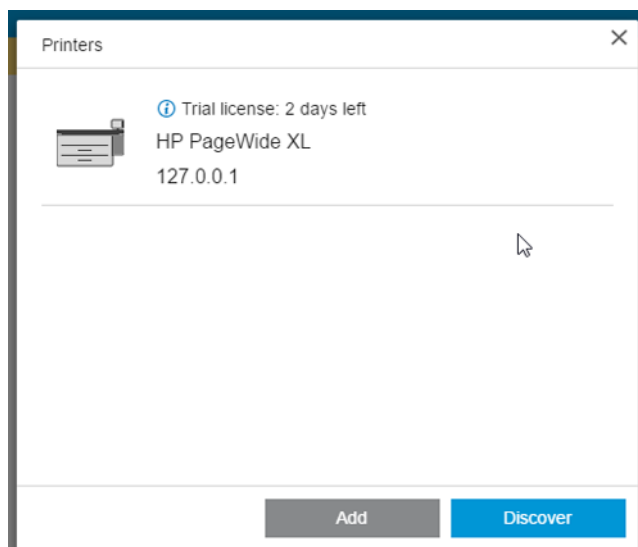 Printers
Trial license: 2 days left
HP PageWide XL
127.0.0.1
Add
Discover